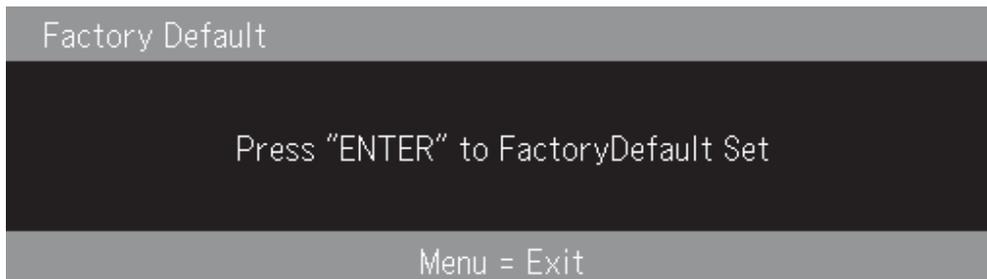 Factory Default
Press "ENTER" to FactoryDefault Set
Menu = Exit